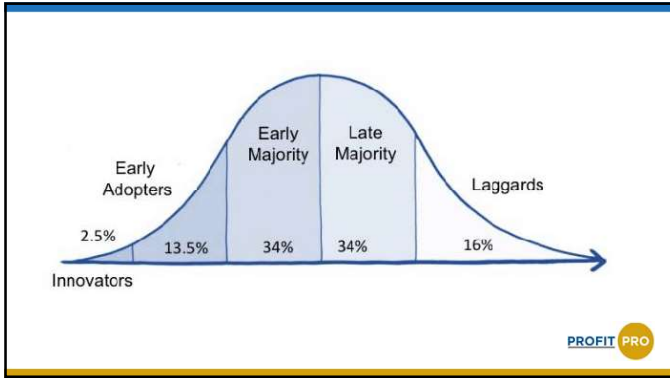 Early
Majority
Late
Majority
Early
Adopters
Laggards
2.5%
13.5%
34%
34%
16%
Innovators
PROFIT PRO